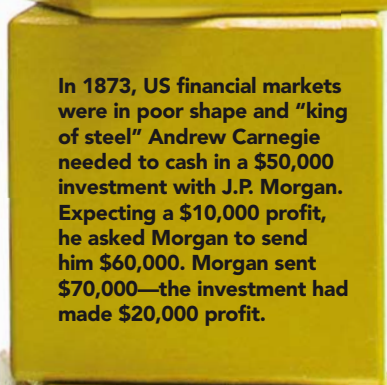 In 1873, US financial markets
were in poor shape and “king
of steel” Andrew Carnegie
needed to cash in a $50,000
investment with J.P. Morgan.
Expecting a $10,000 profit,
he asked Morgan to send
him $60,000. Morgan sent
$70,000—the investment had
made $20,000 profit.